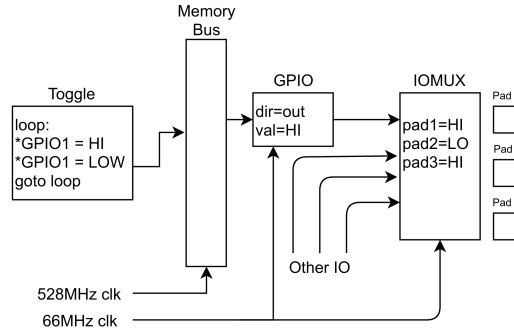 Memory
Bus
Toggle
loop:
*GPIO1 = HI
*GPIO1 = LOW
goto loop
GPIO
dir=out
val=HI
IOMUX
pad1=HI
pad2=LO
pad3=HI
Pad
Pad
Pad
Other IO
528MHz clk
66MHz clk